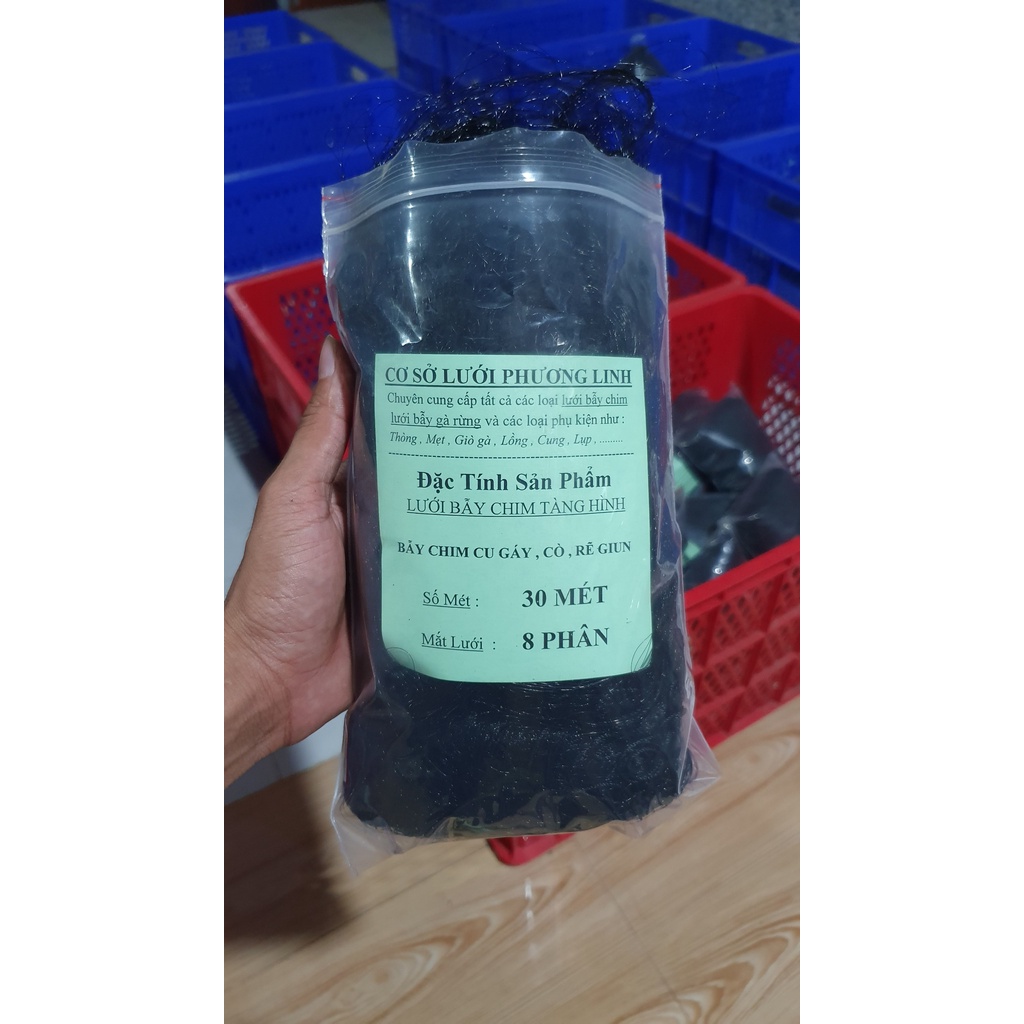 CƠ SỞ LƯỚI PHƯƠNG LINH
Chuyên cung cấp tất cả các loại lưới bẫy chim
lưới bẫy gà rừng và các loại phụ kiện như :
Thòng , Mẹt , Giò gà , Lồng , Cung , Lụp , .........
Đặc Tính Sản Phẩm
LƯỚI BẪY CHIM TÀNG HÌNH
BẪY CHIM CU GÁY , CÒ , RẼ GIUN
Số Mét : 30 MÉT
Mắt Lưới : 8 PHÂN